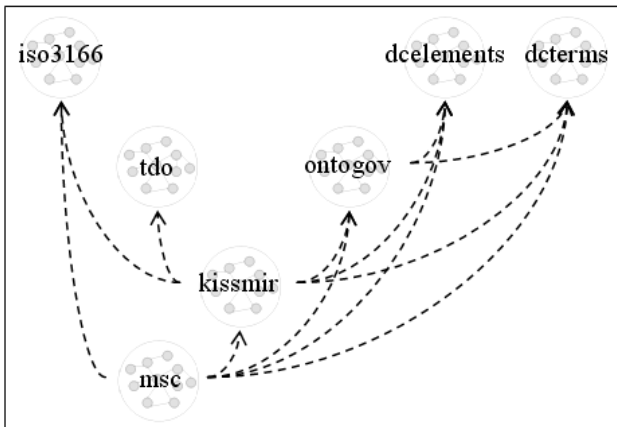 iso3166
dcelements
dcterms
tdo
ontogov
kissmir
msc